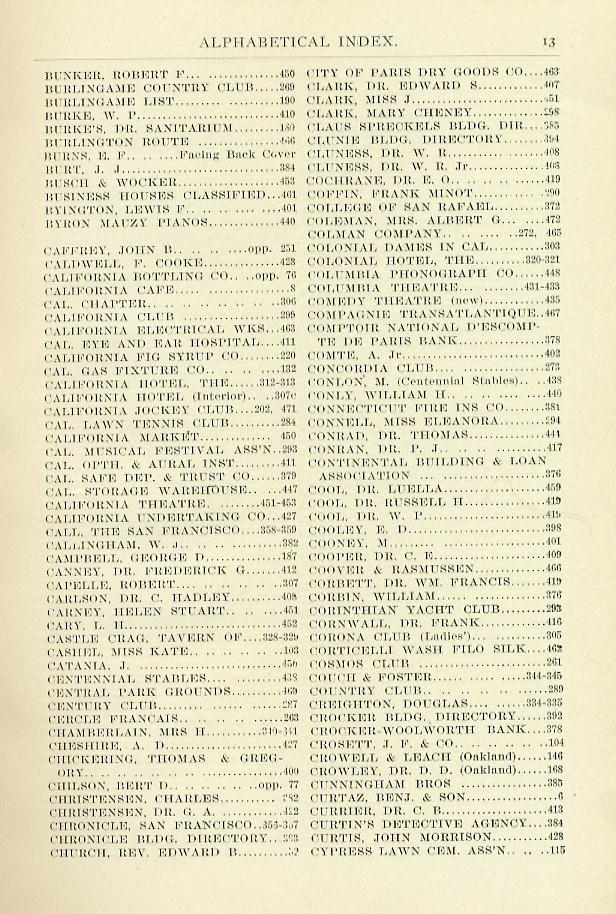 ALPHABETICAL INDEX. 13
BUNKER, ROBERT F... ..............450
BURLINGAME COUNTRY CLUB.....269
BURLINGAME LIST.......... ..........190
BURKE, W. P..........................410
BURKE'S, DR. SANITARIUM........180
BURLINGTON ROUTE ..............466
BURNS, E. F.. .. .....Facing Back Cover
BURT, J. J............................384
BUSCH & WOCKER..................453
BUSINESS HOUSES CLASSIFIED...461
BYINGTON, LEWIS F.. .. ..........401
BYRON MAUZY PIANOS............440
CAFFREY, JOHN B.. .. .. ....opp. 251
CALDWELL, F. COOKE.............428
CALIFORNIA BOTTLING CO.. ..opp. 76
CALIFORNIA CAFE....................8
CAL. CHAPTER.. .. .. .. .. .. ..306
CALIFORNIA CLUB .................299
CALIFORNIA ELECTRICAL WKS...463
CAL. EYE AND EAR HOSPITAL....411
CALIFORNIA FIG SYRUP CO.......220
CAL. GAS FIXTURE CO.. ..........132
CALIFORNIA HOTEL, THE......312-313
CALIFORNIA HOTEL (Interior).. ..307c
CALIFORNIA JOCKEY CLUB....202, 471
CAL. LAWN TENNIS CLUB.........284
CALIFORNIA MARKET.............. 450
CAL. MUSICAL FESTIVAL ASS'N..293
CAL. OPTH. & AURAL INST........411
CAL. SAFE DEP. & TRUST CO......379
CAL. STORAGE WAREHOUSE.. ...447
CALIFORNIA THEATRE. ........451-453
CALIFORNIA UNDERTAKING CO...427
CALL, THE SAN FRANCISCO....358-359
CALLINGHAM, W. J..................382
CAMPBELL, GEORGE D.............187
CANNEY, DR. FREDERICK G.......412
CAPELLE, ROBERT.. .. .. .. .. ..307
CARLSON, DR. C. HADLEY.........408
CARNEY, HELEN STUART.. .. ....451
CARY, L. H..........................452
CASTLE CRAG, TAVERN OF....328-329
CASHEL, MISS KATE.. .. .. .. ....103
CATANIA, J. .. .. .. .. .. .. ....450
CENTENNIAL STABLES.... ........438
CENTRAL PARK GROUNDS.........469
CENTURY CLUB.....................287
CERCLE FRANCAIS.. .. .. .. .. ..263
CHAMBERLAIN, MRS H.........340-341
CHESHIRE, A. D.....................427
CHICKERING, THOMAS & GREG-
ORY.. .. .. .. .. .. .. .. .. ..400
CHILSON, BERT D.. .. .. ....opp. 77
CHRISTENSEN, CHARLES.......... 282
CHRISTENSEN, DR. G. A. .........422
CHRONICLE, SAN FRANCISCO..356-357
CHRONICLE BLDG. DIRECTORY...393
CHURCH, REV. EDWARD B..........
CITY OF PARIS DRY GOODS CO....463
CLARK, DR. EDWARD S............407
CLARK, MISS J.......................451
CLARK, MARY CHENEY.............298
CLAUS SPRECKELS BLDG. DIR...385
CLUNIE BLDG. DIRECTORY........394
CLUNESS, DR. W. R.................408
CLUNESS, DR. W. R. Jr.. .. .. ....408
COCHRANE, DR. E. O.. .. .. .. ...419
COFFIN, FRANK MINOT............290
COLLEGE OF SAN RAFAEL.........372
COLEMAN, MRS. ALBERT G... ....472
COLMAN COMPANY.. .. .. ..272, 465
COLONIAL DAMES IN CAL.........303
COLONIAL HOTEL, THE........320-321
COLUMBIA PHONOGRAPH CO......448
COLUMBIA THEATRE... .......431-433
COMEDY THEATRE (new)...........435
COMPAGNIE TRANSATLANTIQUE..467
COMPTOIR NATIONAL D'ESCOMP-
TE DE PARIS BANK................378
COMTE, A. Jr.......................402
CONCORDIA CLUB..................273
CONLON, M. (Centennial Stables).. ..438
CONLY, WILLIAM H.. .. .. .. ....440
CONNECTICUT FIRE INS CO.......381
CONNELL, MISS ELEANORA.......294
CONRAD, DR. THOMAS............441
CONRAN, DR. P. J.. .. .. .. .. ...417
CONTINENTAL BUILDING & LOAN
ASSOCIATION ......................376
COOL, DR. LUELLA.................459
COOL, DR. RUSSELL H.............419
COOL, DR. W. P....................419
COOLEY, E. D......................398
COONEY, M.........................401
COOPER, DR. C. E..................409
COOVER & RASMUSSEN............466
CORBETT, DR. WM. FRANCIS......419
CORBIN, WILLIAM..................376
CORINTHIAN YACHT CLUB........293
CORNWALL, DR. FRANK...........416
CORONA CLUB (Ladies')... ..........305
CORTICELLI WASH FILO SILK....462
COSMOS CLUB .....................261
COUCH & FOSTER..............344-345
COUNTRY CLUB.. .. .. .. .. .. ..289
CREIGHTON, DOUGLAS.. ......334-335
CROCKER BLDG. DIRECTORY......392
CROCKER-WOOLWORTH BANK....378
CROSETT, J. F. & CO.. .. .. .. ..104
CROWELL & LEACH (Oakland)......146
CROWLEY, DR. D. D. (Oakland)....168
CUNNINGHAM BROS ...............385
CURTAZ, BENJ. & SON...............6
CURRIER, DR. C. B.................413
CURTIN'S DETECTIVE AGENCY....384
CURTIS, JOHN MORRISON..........428
CYPRESS LAWN CEM. ASS'N.. .. ..115